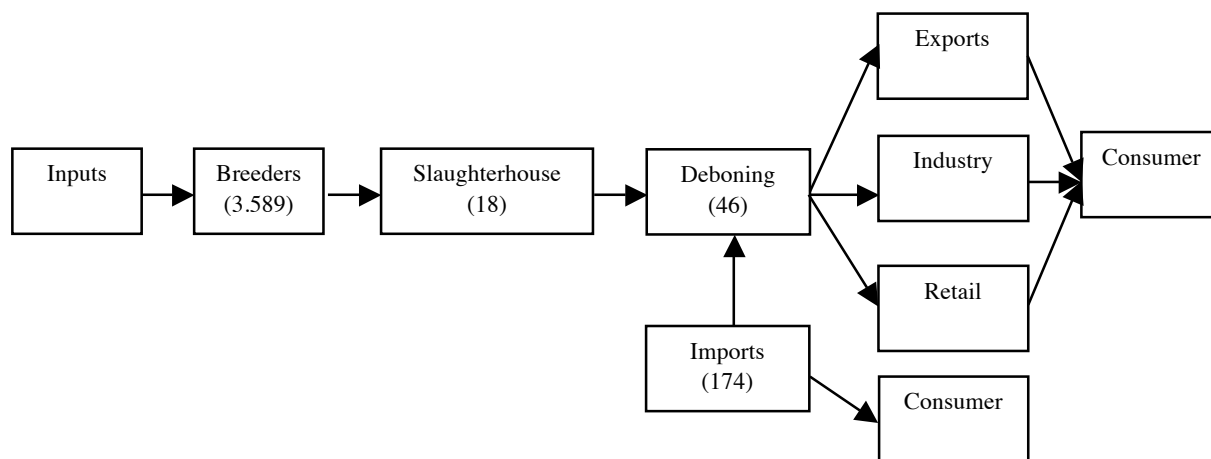 Exports
Inputs
Breeders
(3.589)
Slaughterhouse
(18)
Deboning
(46)
Industry
Consumer
Retail
Imports
(174)
Consumer